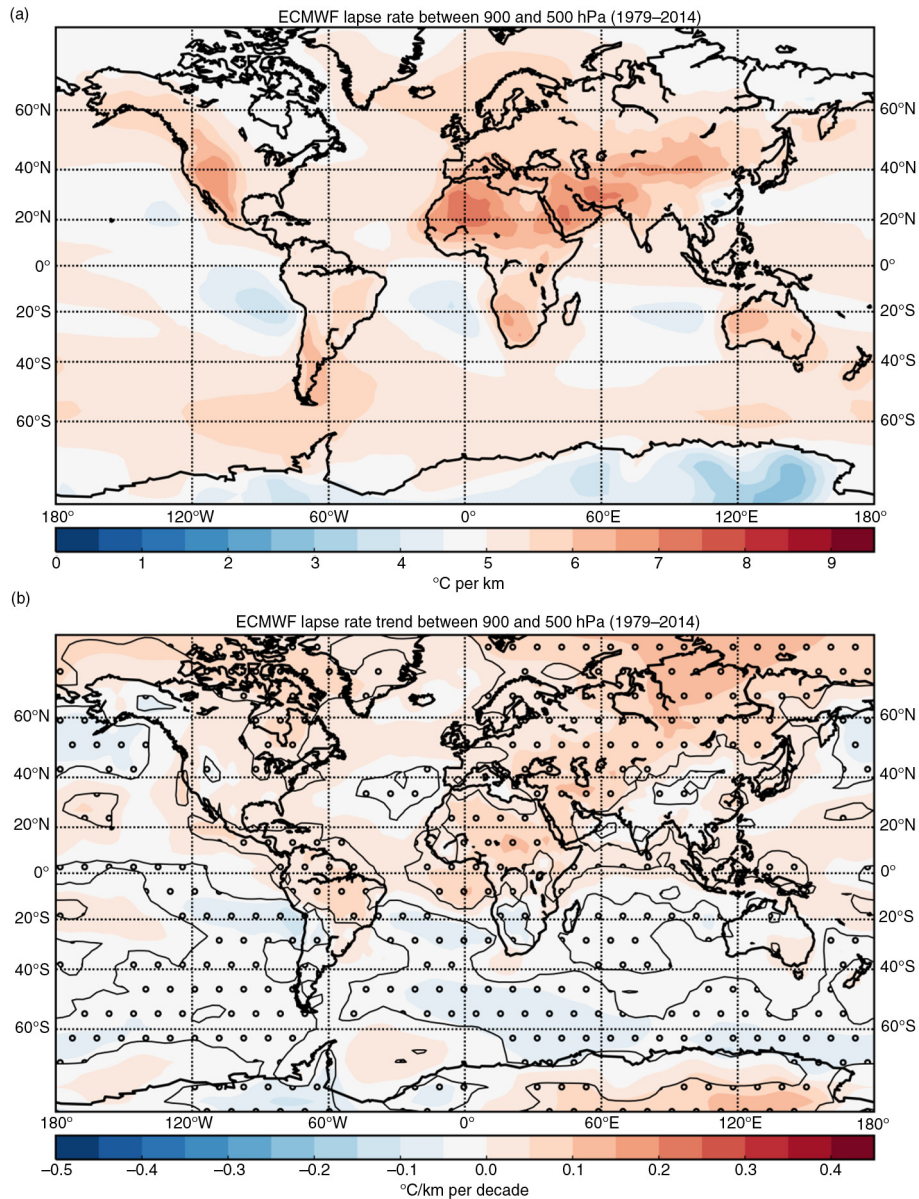 (a)
ECMWF lapse rate between 900 and 500 hPa (1979–2014)
60°N 60°N
40°N 40°N
20°N 20°N
0° 0°
20°S 20°S
40°S 40°S
60°S 60°S
180° 120°W 60°W 0° 60°E 120°E 180°
0 1 2 3 4 5 6 7 8 9
°C per km
(b)
ECMWF lapse rate trend between 900 and 500 hPa (1979–2014)
60°N 60°N
40°N 40°N
20°N 20°N
0° 0°
20°S 20°S
40°S 40°S
60°S 60°S
180° 120°W 60°W 0° 60°E 120°E 180°
–0.5 –0.4 –0.3 –0.2 –0.1 0.0 0.1 0.2 0.3 0.4
°C/km per decade